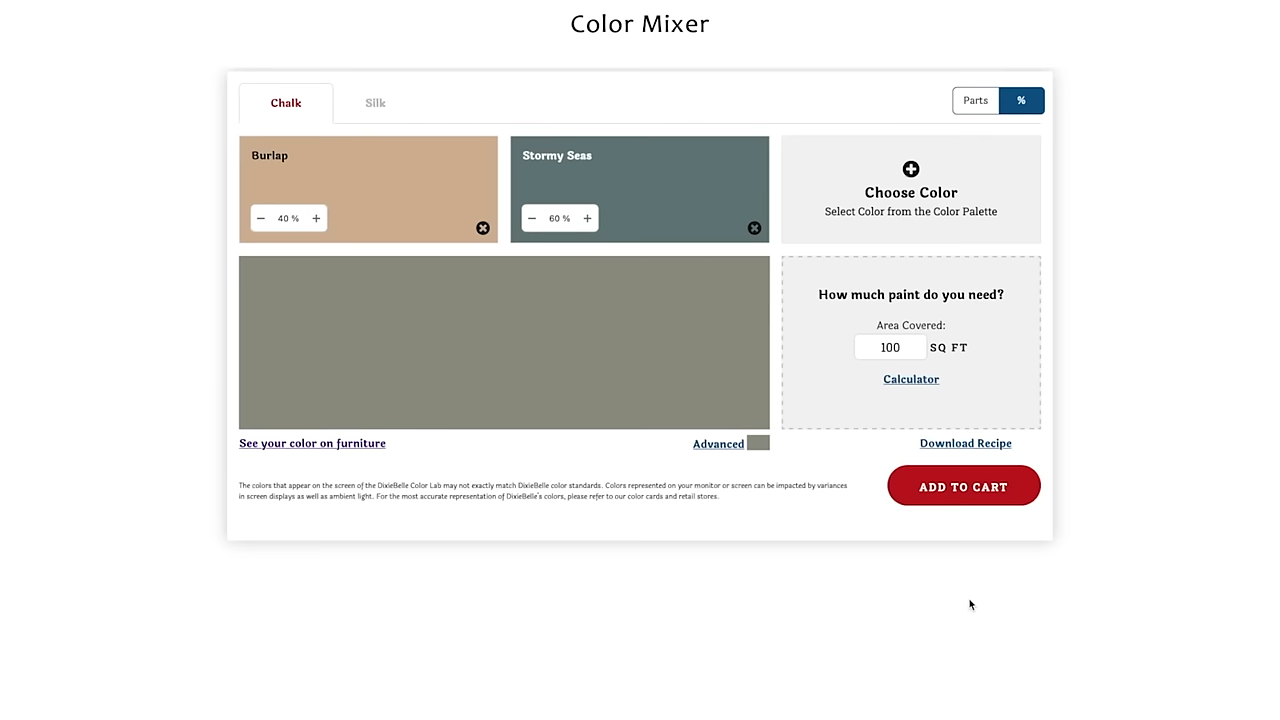 Color Mixer
Chalk
Silk
Parts
%
Burlap
Stormy Seas
40 %
60 %
Choose Color
Select Color from the Color Palette
How much paint do you need?
Area Covered:
100 SQ FT
Calculator
See your color on furniture
Advanced
Download Recipe
The colors that appear on the screen of the DixieBelle Color Lab may not exactly match DixieBelle color standards. Colors represented on your monitor or screen can be impacted by variances
in screen displays as well as ambient light. For the most accurate representation of DixieBelle's colors, please refer to our color cards and retail stores.
ADD TO CART